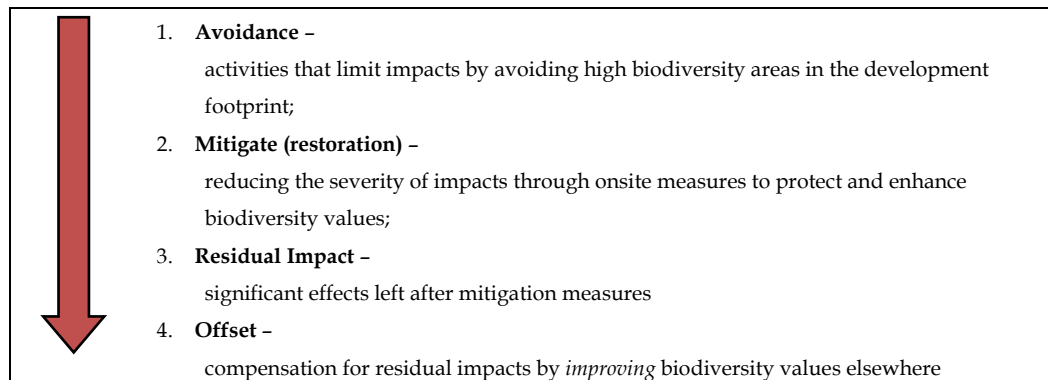 1. Avoidance –
activities that limit impacts by avoiding high biodiversity areas in the development
footprint;
2. Mitigate (restoration) –
reducing the severity of impacts through onsite measures to protect and enhance
biodiversity values;
3. Residual Impact –
significant effects left after mitigation measures
4. Offset –
compensation for residual impacts by improving biodiversity values elsewhere